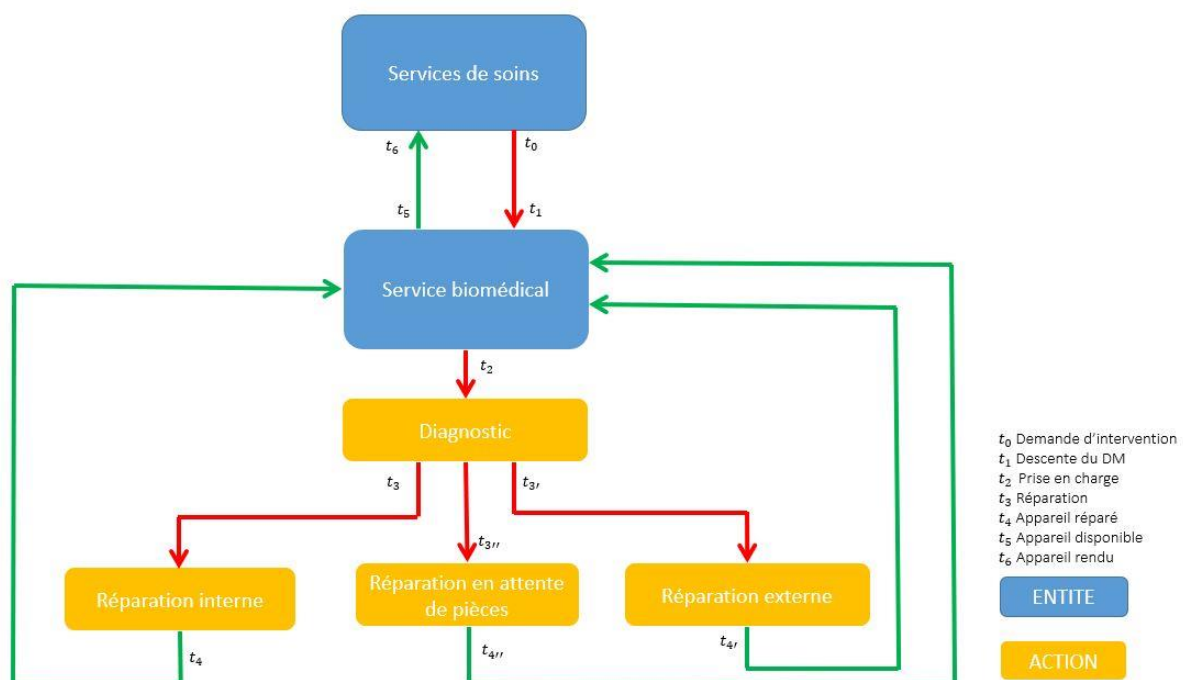 Services de soins
t₆
t₀
t₅
t₁
Service biomédical
t₂
Diagnostic
t₃
t₃,
t₃,,
Réparation interne
Réparation en attente
de pièces
Réparation externe
t₄
t₄,,
t₄,
t₀ Demande d’intervention
t₁ Descente du DM
t₂ Prise en charge
t₃ Réparation
t₄ Appareil réparé
t₅ Appareil disponible
t₆ Appareil rendu
ENTITE
ACTION